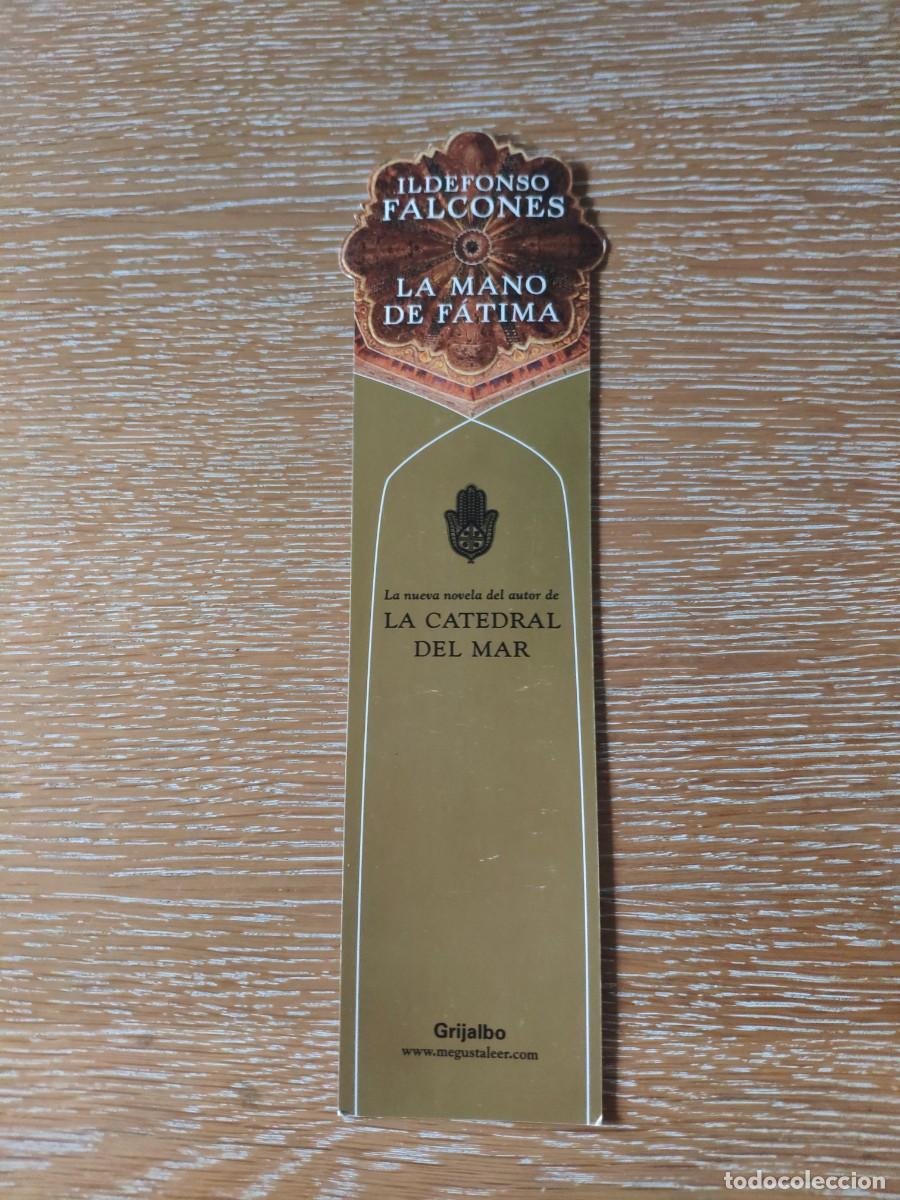 ILDEFONSO
FALCONES
LA MANO
DE FÁTIMA
La nueva novela del autor de
LA CATEDRAL
DEL MAR
Grijalbo
www.megustaleer.com
todocoleccion